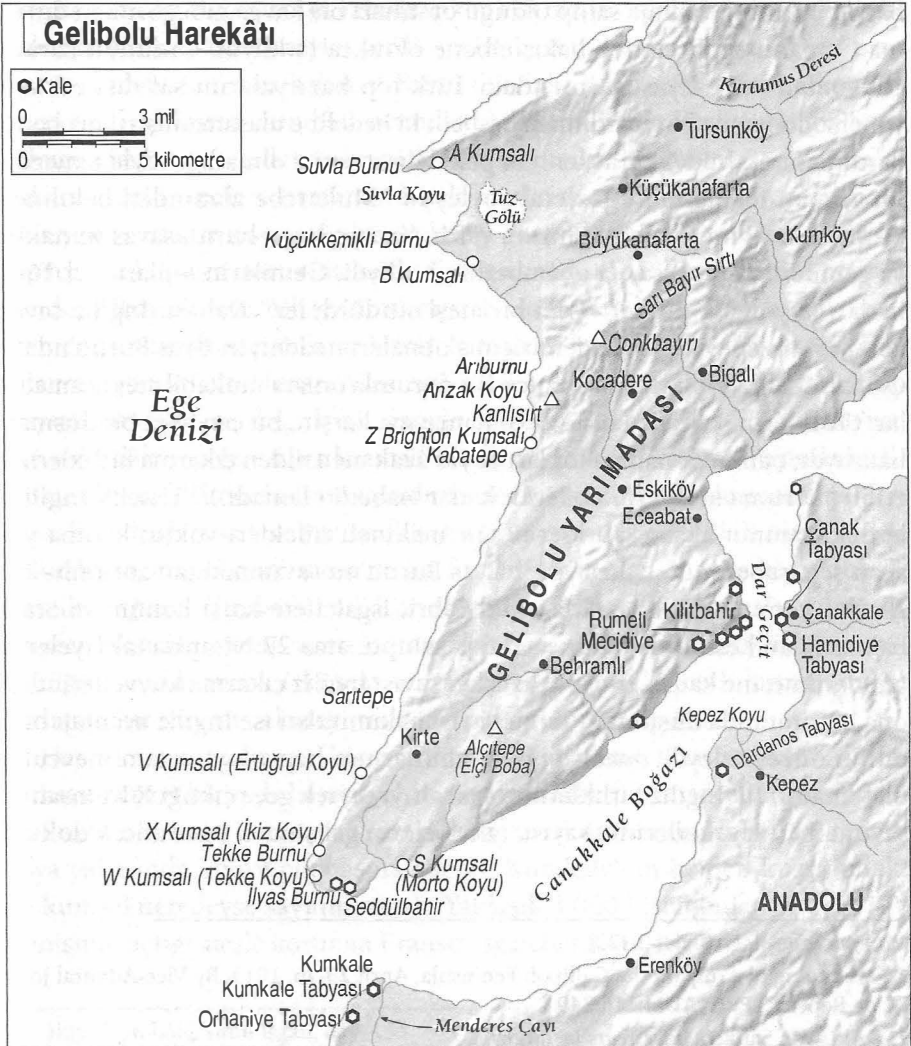 Gelibolu Harekâtı
Kale
0 3 mil
0 5 kilometre
Kurtumus Deresi
Tursunköy
A Kumsalı
Suvla Burnu
Suvla Koyu
Tuz
Gölü
Küçükanafarta
Küçükkemikli Burnu
Büyükanafarta
Kumköy
B Kumsalı
Sarı Bayır Sırtı
Conkbayırı
Arıburnu
Anzak Koyu
Kanlısırt
Kocadere
Bigalı
Ege
Denizi
Z Brighton Kumsalı
Kabatepe
GELİBOLU YARIMADASI
Eskiköy
Eceabat
Çanak
Tabyası
Dar Geçit
Kilitbahir
Çanakkale
Rumeli
Mecidiye
Hamidiye
Tabyası
Behramlı
Sarıtepe
Kepez Koyu
Kirte
Alçıtepe
(Elçi Boba)
Dardanos Tabyası
V Kumsalı (Ertuğrul Koyu)
Kepez
Çanakkale Boğazı
X Kumsalı (İkiz Koyu)
Tekke Burnu
W Kumsalı (Tekke Koyu)
S Kumsalı
(Morto Koyu)
İlyas Burnu
Seddülbahir
ANADOLU
Erenköy
Kumkale
Kumkale Tabyası
Orhaniye Tabyası
Menderes Çayı